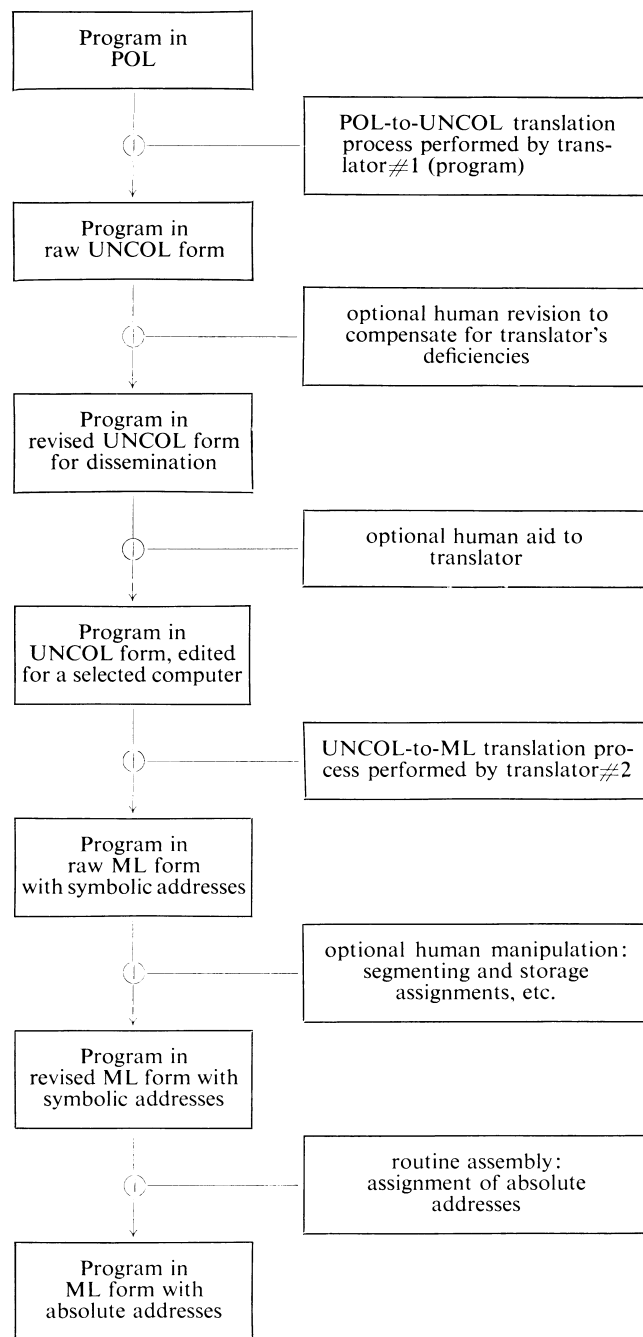 Program in
POL
POL-to-UNCOL translation
process performed by trans-
lator#1 (program)
Program in
raw UNCOL form
optional human revision to
compensate for translator's
deficiencies
Program in
revised UNCOL form
for dissemination
optional human aid to
translator
Program in
UNCOL form, edited
for a selected computer
UNCOL-to-ML translation pro-
cess performed by translator#2
Program in
raw ML form
with symbolic addresses
optional human manipulation:
segmenting and storage
assignments, etc.
Program in
revised ML form with
symbolic addresses
routine assembly:
assignment of absolute
addresses
Program in
ML form with
absolute addresses